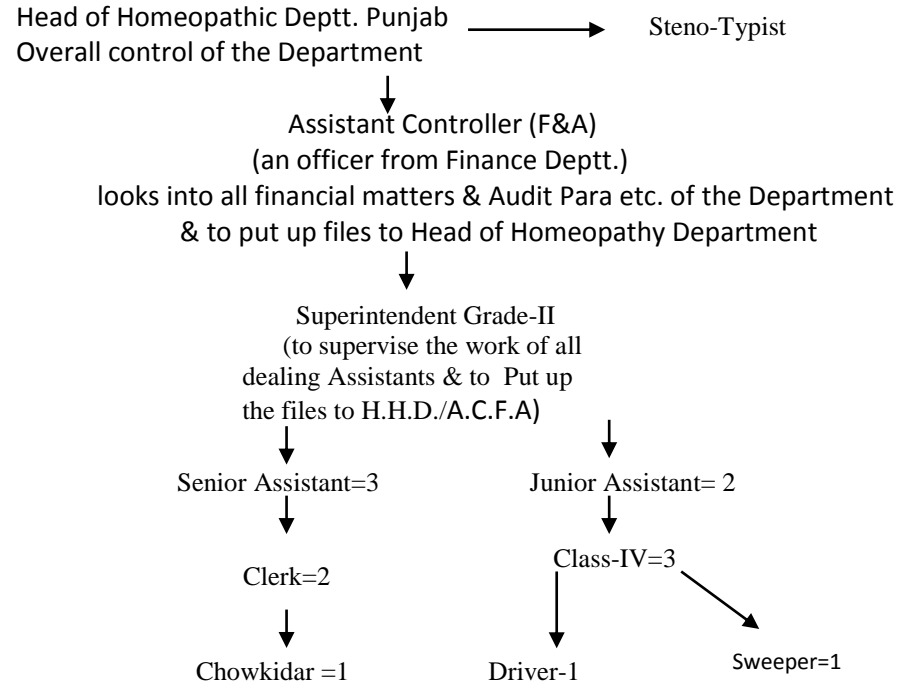 Head of Homeopathic Deptt. Punjab
Overall control of the Department
Steno-Typist
Assistant Controller (F&A)
(an officer from Finance Deptt.)
looks into all financial matters & Audit Para etc. of the Department
& to put up files to Head of Homeopathy Department
Superintendent Grade-II
(to supervise the work of all
dealing Assistants & to Put up
the files to H.H.D./A.C.F.A)
Senior Assistant=3
Junior Assistant= 2
Clerk=2
Class-IV=3
Chowkidar =1
Driver-1
Sweeper=1